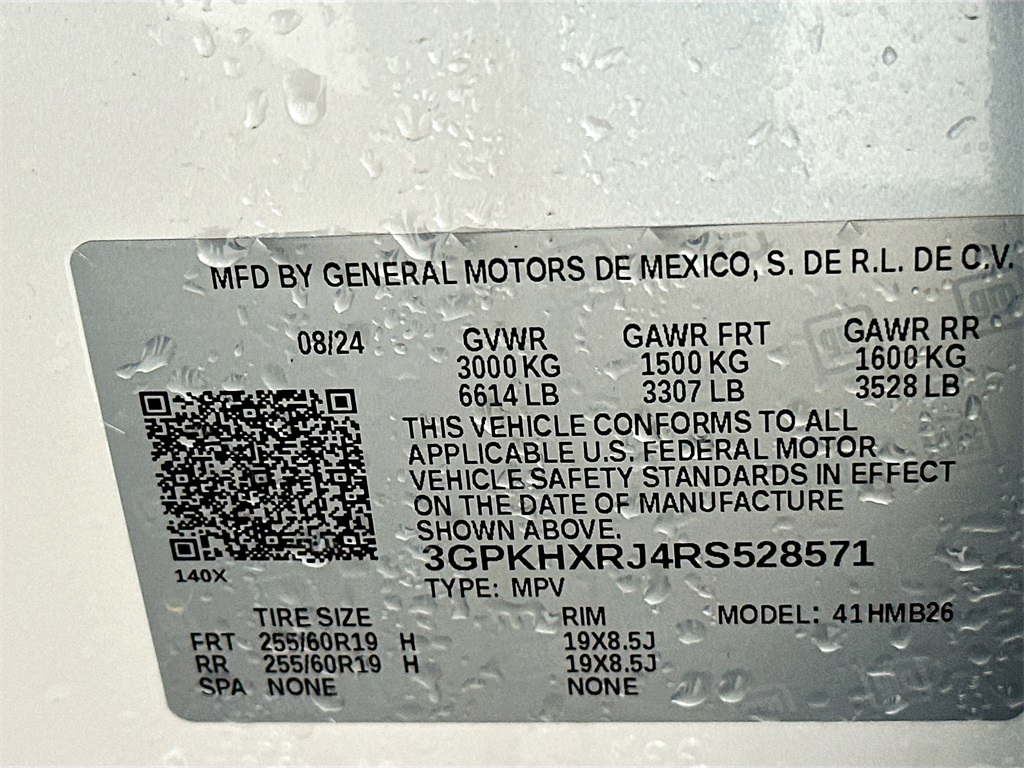 MFD BY GENERAL MOTORS DE MEXICO, S. DE R.L. DE C.V.
08/24 GVWR GAWR FRT GAWR RR
3000 KG 1500 KG 1600 KG
6614 LB 3307 LB 3528 LB
THIS VEHICLE CONFORMS TO ALL
APPLICABLE U.S. FEDERAL MOTOR
VEHICLE SAFETY STANDARDS IN EFFECT
ON THE DATE OF MANUFACTURE
SHOWN ABOVE.
3GPKHXRJ4RS528571
140X
TYPE: MPV
TIRE SIZE RIM MODEL: 41HMB26
FRT 255/60R19 H 19X8.5J
RR 255/60R19 H 19X8.5J
SPA NONE NONE